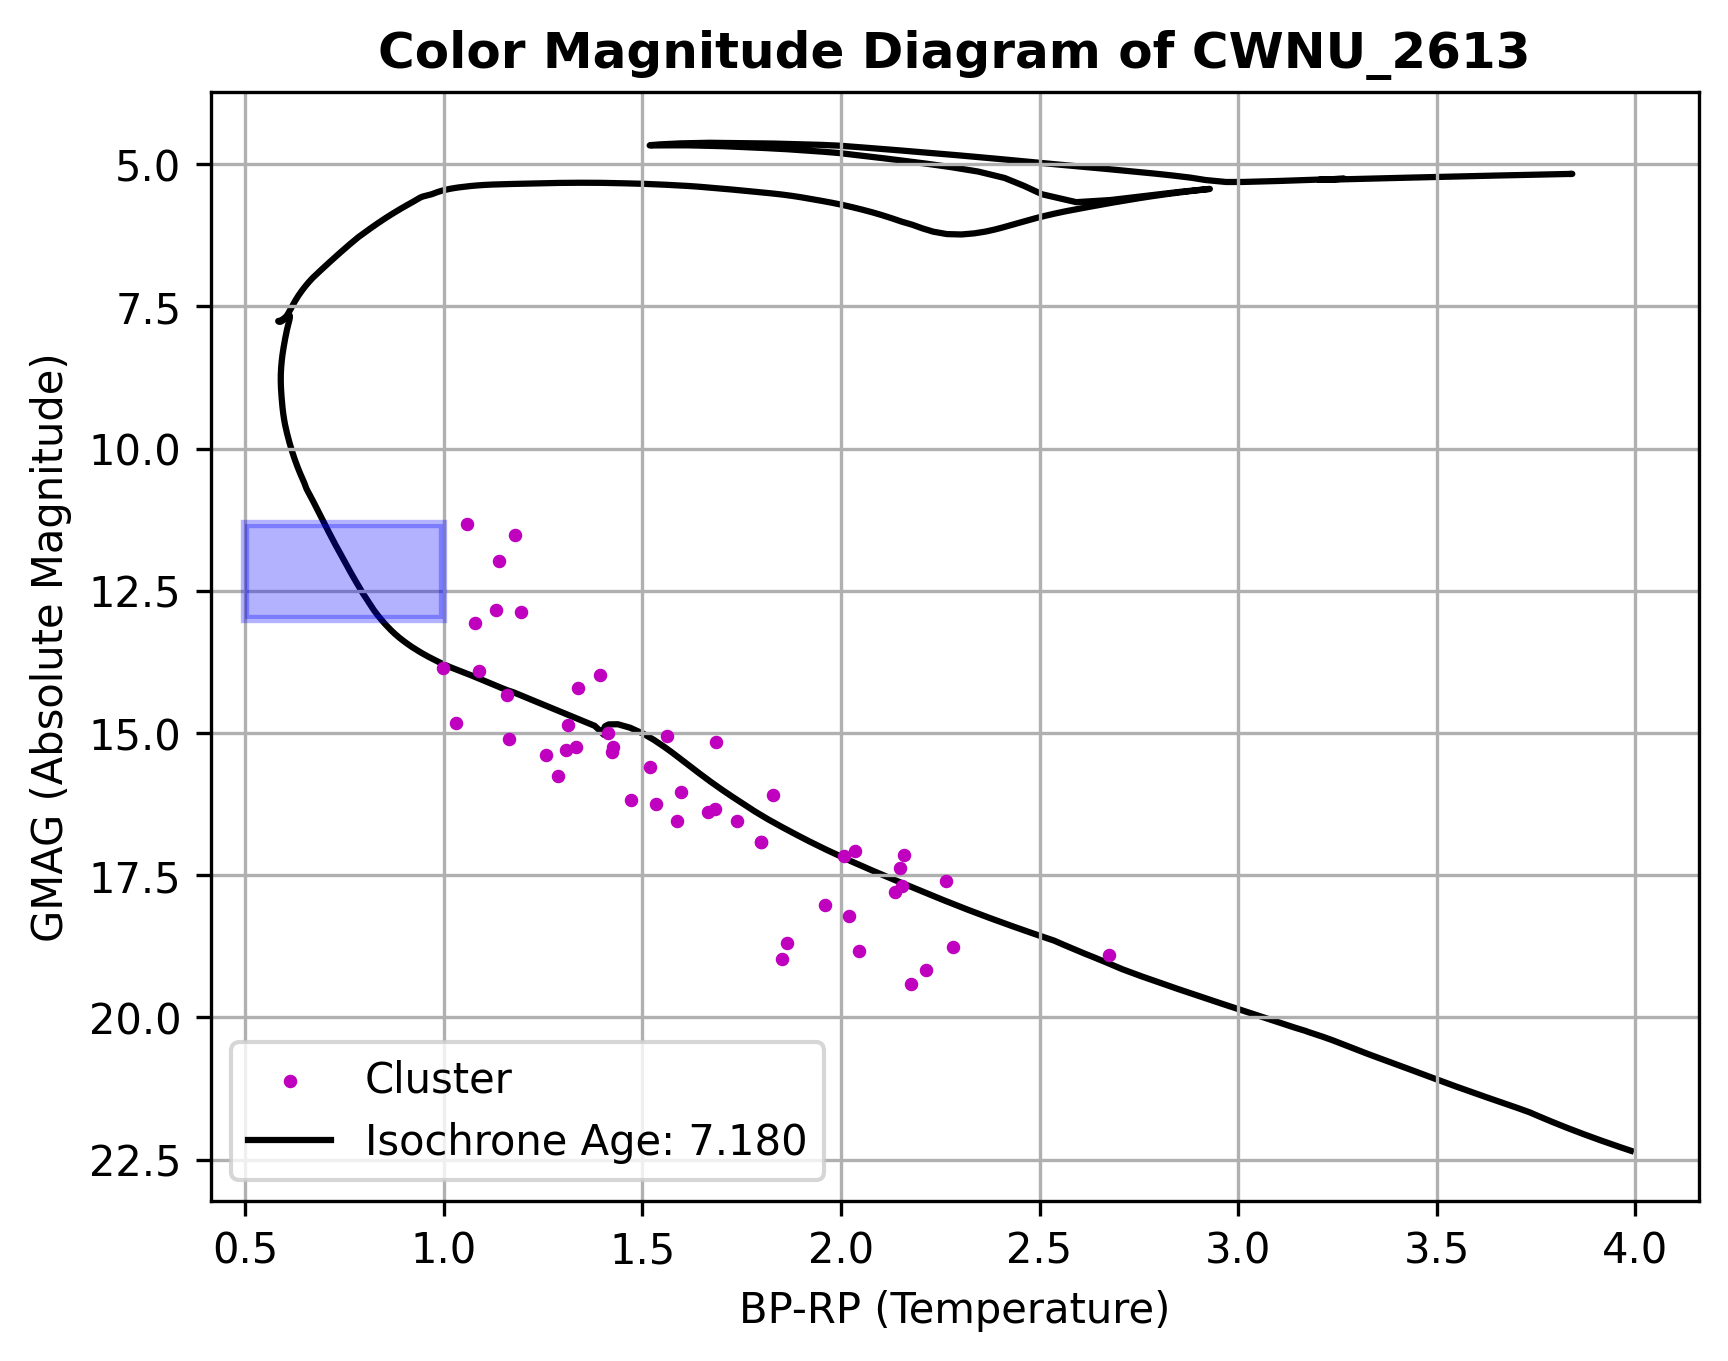 Color Magnitude Diagram of CWNU_2613
GMAG (Absolute Magnitude)
5.0
7.5
10.0
12.5
15.0
17.5
20.0
22.5
Cluster
Isochrone Age: 7.180
0.5 1.0 1.5 2.0 2.5 3.0 3.5 4.0
BP-RP (Temperature)